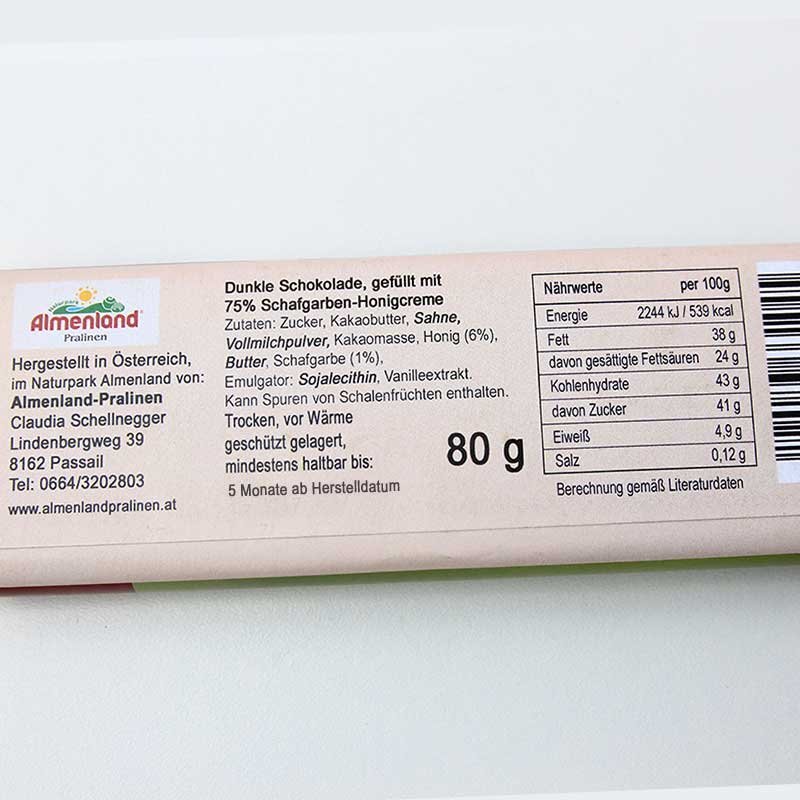 Naturpark
Almenland
Pralinen
Hergestellt in Österreich,
im Naturpark Almenland von:
Almenland-Pralinen
Claudia Schellnegger
Lindenbergweg 39
8162 Passail
Tel: 0664/3202803
www.almenlandpralinen.at
Dunkle Schokolade, gefüllt mit
75% Schafgarben-Honigcreme
Zutaten: Zucker, Kakaobutter, Sahne,
Vollmilchpulver, Kakaomasse, Honig (6%),
Butter, Schafgarbe (1%),
Emulgator: Sojalecithin, Vanilleextrakt.
Kann Spuren von Schalenfrüchten enthalten.
Trocken, vor Wärme
geschützt gelagert,
mindestens haltbar bis:
5 Monate ab Herstelldatum
80 g
Nährwerte per 100g
Energie 2244 kJ / 539 kcal
Fett 38 g
davon gesättigte Fettsäuren 24 g
Kohlenhydrate 43 g
davon Zucker 41 g
Eiweiß 4,9 g
Salz 0,12 g
Berechnung gemäß Literaturdaten